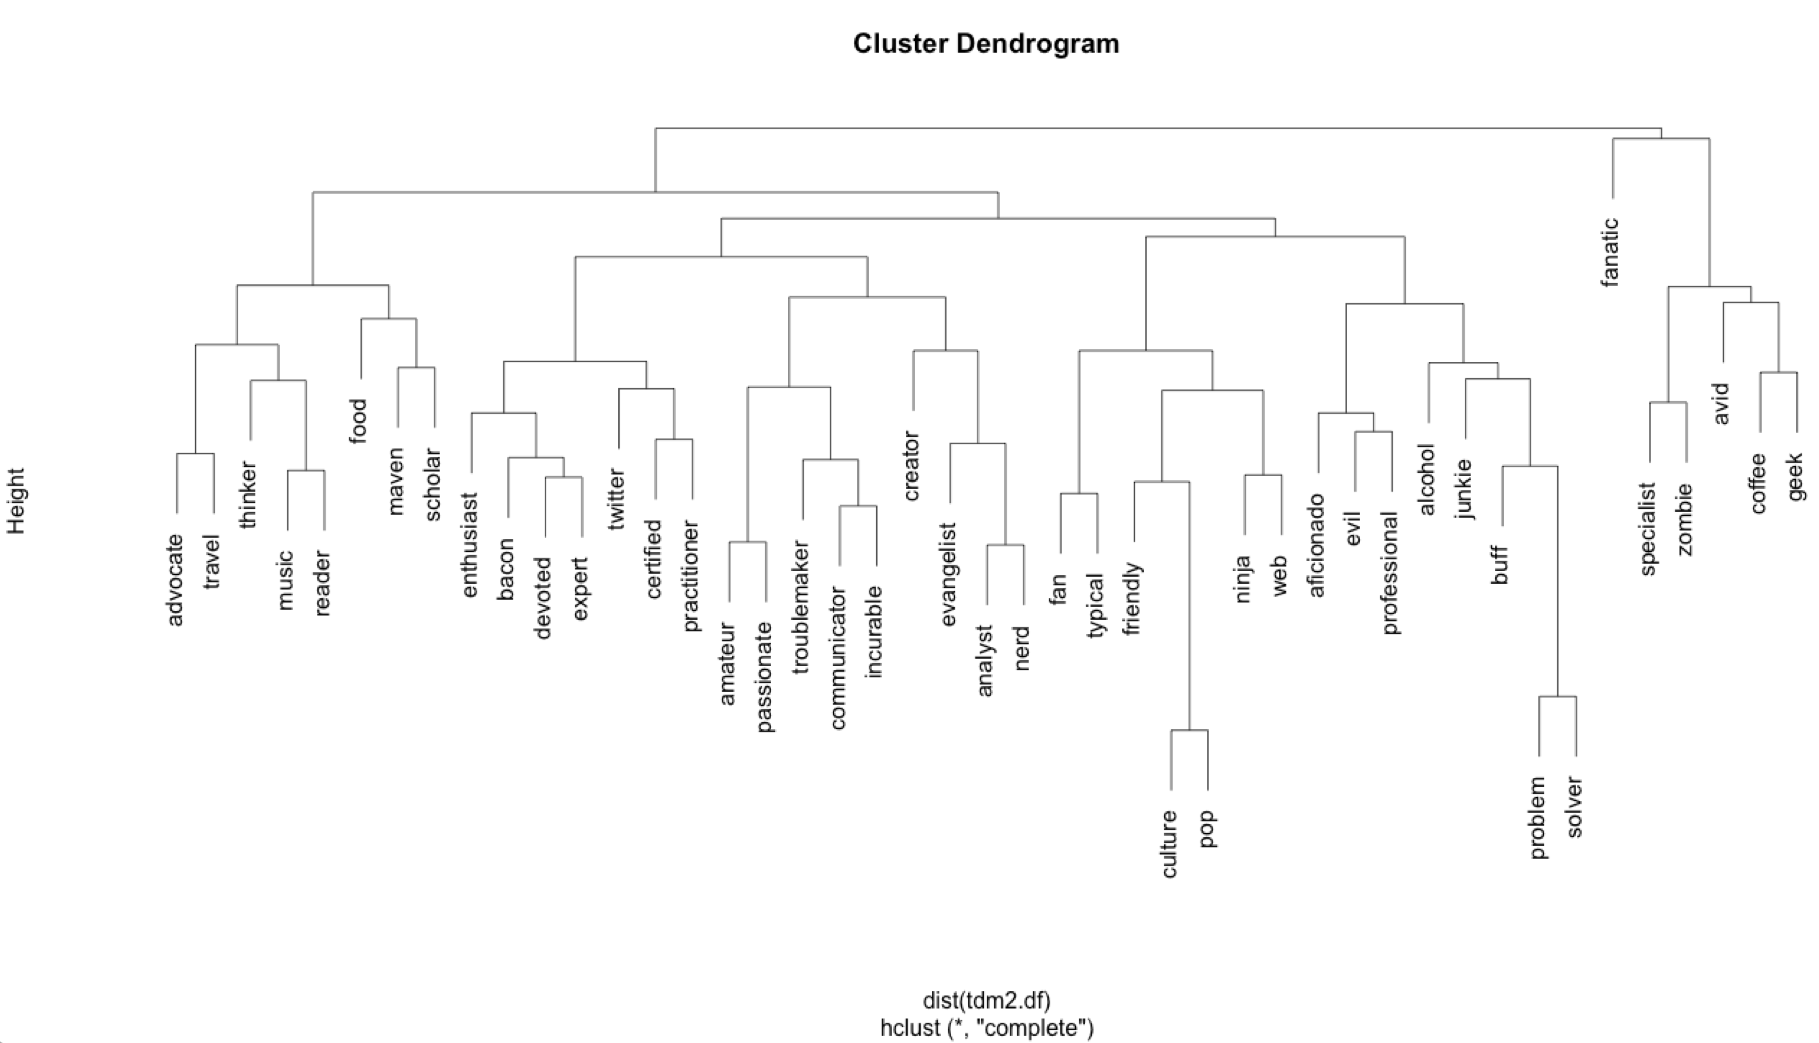 Cluster Dendrogram
Height
advocate
travel
thinker
music
reader
food
maven
scholar
enthusiast
bacon
devoted
expert
twitter
certified
practitioner
amateur
passionate
troublemaker
communicator
incurable
creator
evangelist
analyst
nerd
fan
typical
friendly
culture
pop
ninja
web
aficionado
evil
professional
alcohol
junkie
buff
problem
solver
fanatic
specialist
zombie
avid
coffee
geek
dist(tdm2.df)
hclust (*, "complete")